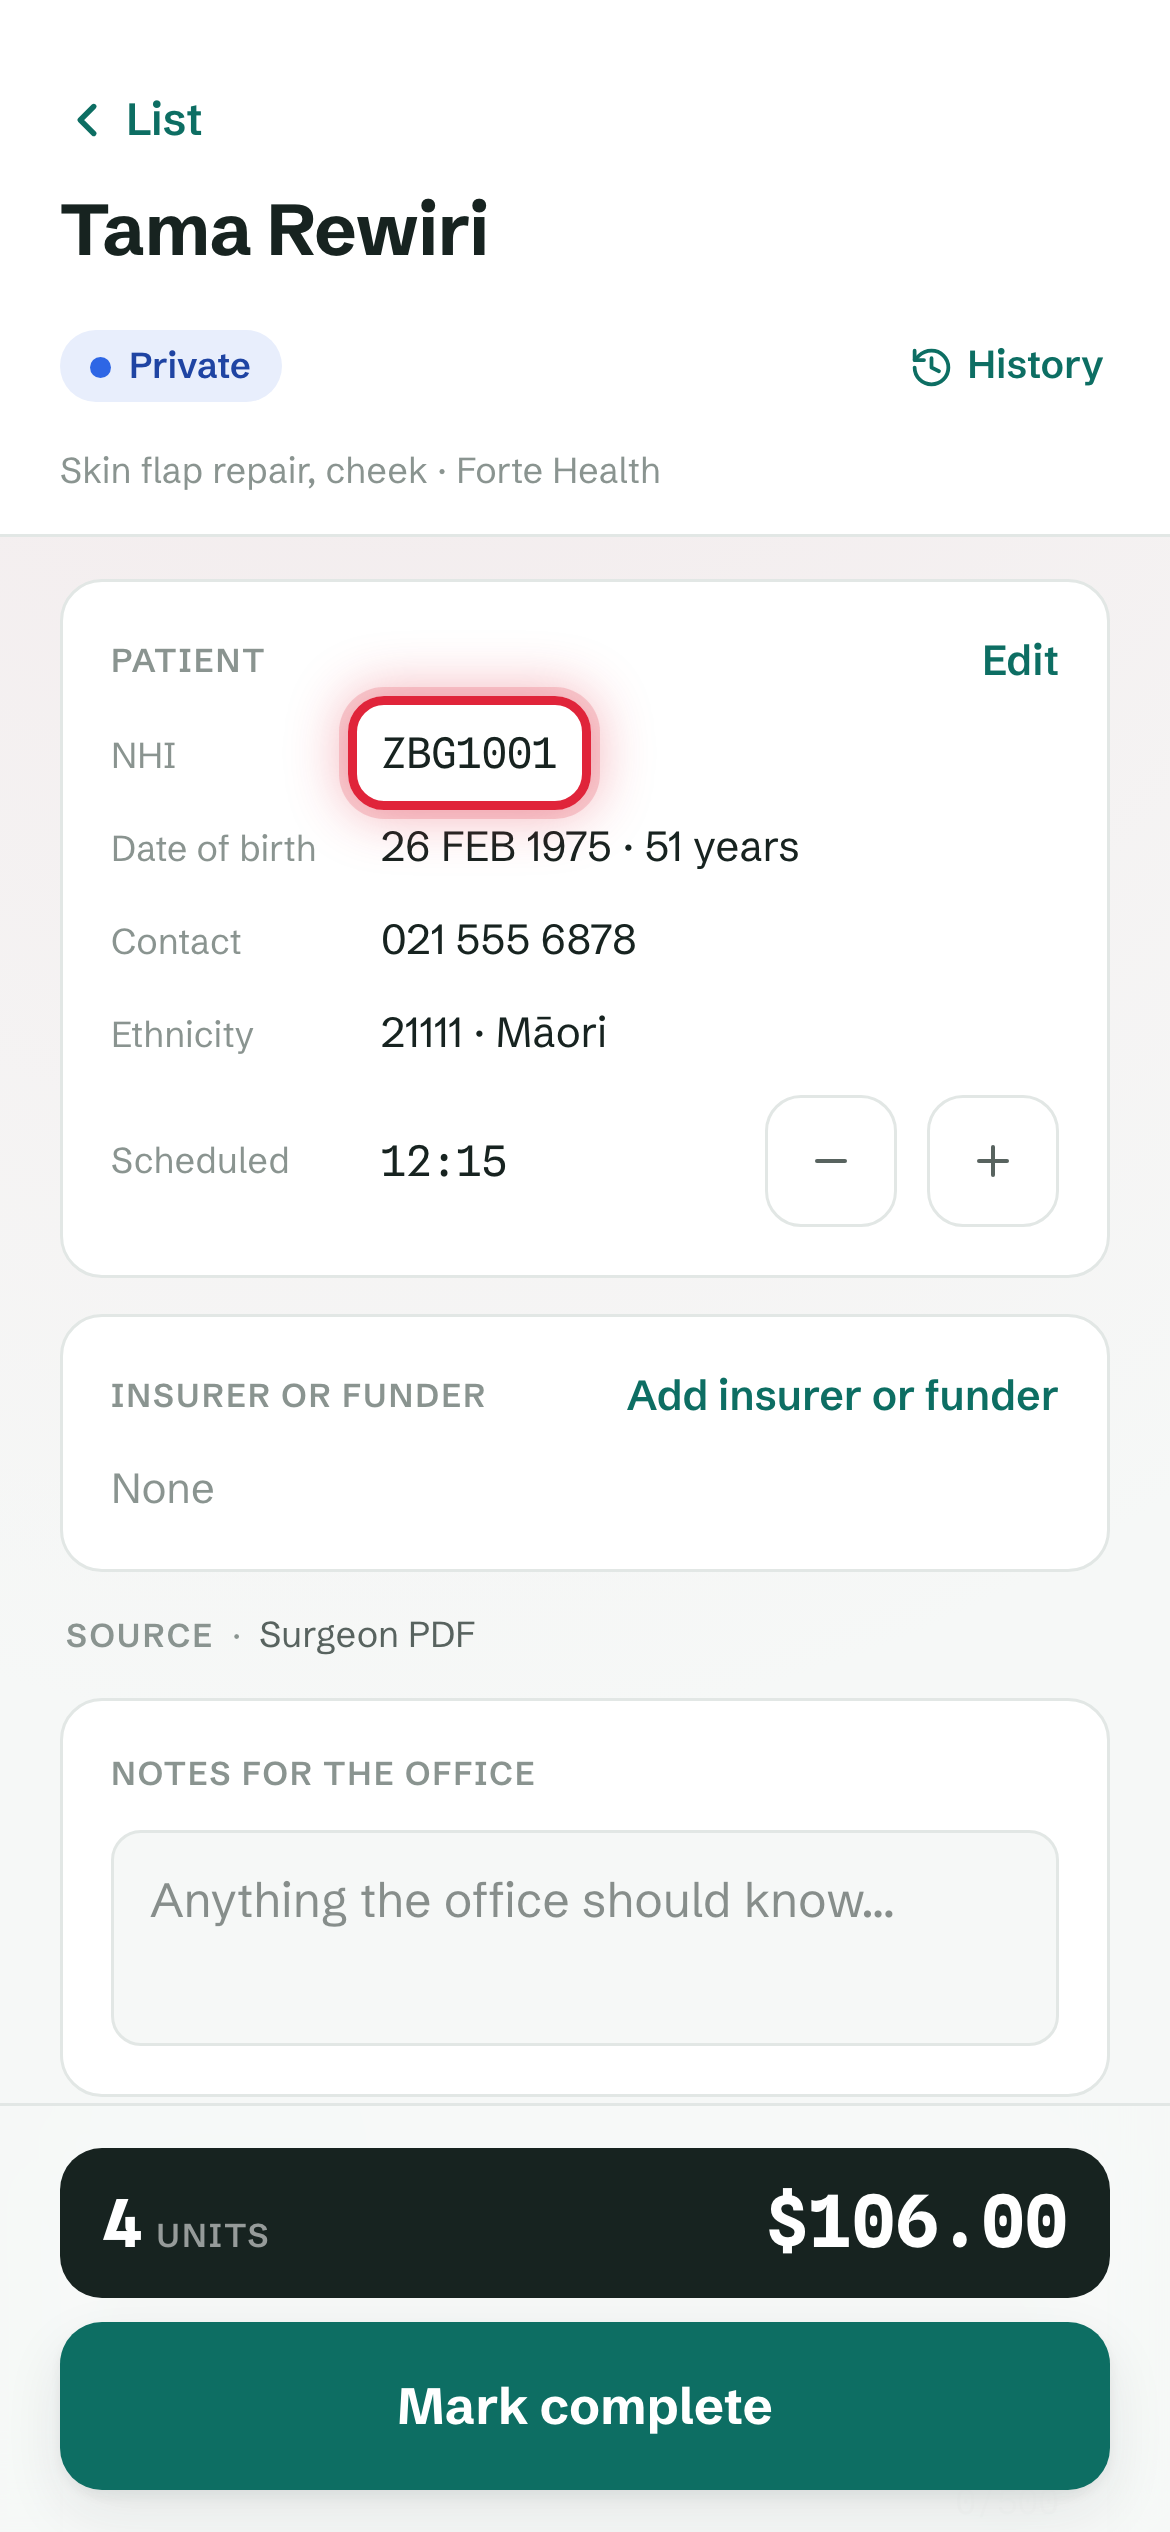 List
Tama Rewiri
Private
History
Skin flap repair, cheek · Forte Health
PATIENT
Edit
NHI ZBG1001
Date of birth 26 FEB 1975 · 51 years
Contact 021 555 6878
Ethnicity 21111 · Māori
Scheduled 12:15 − +
INSURER OR FUNDER
Add insurer or funder
None
SOURCE · Surgeon PDF
NOTES FOR THE OFFICE
Anything the office should know...
4 UNITS $106.00
Mark complete